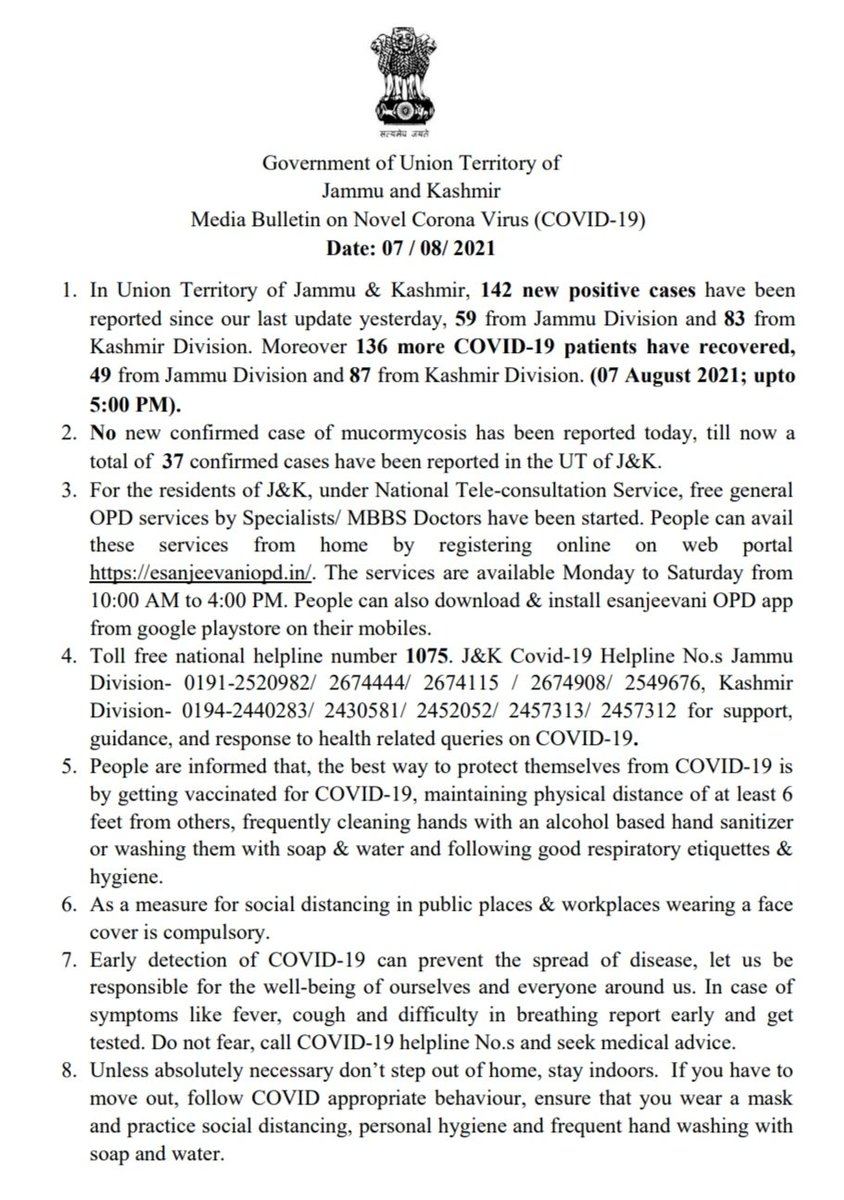 सत्यमेव जयते
Government of Union Territory of
Jammu and Kashmir
Media Bulletin on Novel Corona Virus (COVID-19)
Date: 07 / 08/ 2021
1. In Union Territory of Jammu & Kashmir, 142 new positive cases have been
reported since our last update yesterday, 59 from Jammu Division and 83 from
Kashmir Division. Moreover 136 more COVID-19 patients have recovered,
49 from Jammu Division and 87 from Kashmir Division. (07 August 2021; upto
5:00 PM).
2. No new confirmed case of mucormycosis has been reported today, till now a
total of 37 confirmed cases have been reported in the UT of J&K.
3. For the residents of J&K, under National Tele-consultation Service, free general
OPD services by Specialists/ MBBS Doctors have been started. People can avail
these services from home by registering online on web portal
https://esanjeevaniopd.in/. The services are available Monday to Saturday from
10:00 AM to 4:00 PM. People can also download & install esanjeevani OPD app
from google playstore on their mobiles.
4. Toll free national helpline number 1075. J&K Covid-19 Helpline No.s Jammu
Division- 0191-2520982/ 2674444/ 2674115 / 2674908/ 2549676, Kashmir
Division- 0194-2440283/ 2430581/ 2452052/ 2457313/ 2457312 for support,
guidance, and response to health related queries on COVID-19.
5. People are informed that, the best way to protect themselves from COVID-19 is
by getting vaccinated for COVID-19, maintaining physical distance of at least 6
feet from others, frequently cleaning hands with an alcohol based hand sanitizer
or washing them with soap & water and following good respiratory etiquettes &
hygiene.
6. As a measure for social distancing in public places & workplaces wearing a face
cover is compulsory.
7. Early detection of COVID-19 can prevent the spread of disease, let us be
responsible for the well-being of ourselves and everyone around us. In case of
symptoms like fever, cough and difficulty in breathing report early and get
tested. Do not fear, call COVID-19 helpline No.s and seek medical advice.
8. Unless absolutely necessary don’t step out of home, stay indoors. If you have to
move out, follow COVID appropriate behaviour, ensure that you wear a mask
and practice social distancing, personal hygiene and frequent hand washing with
soap and water.